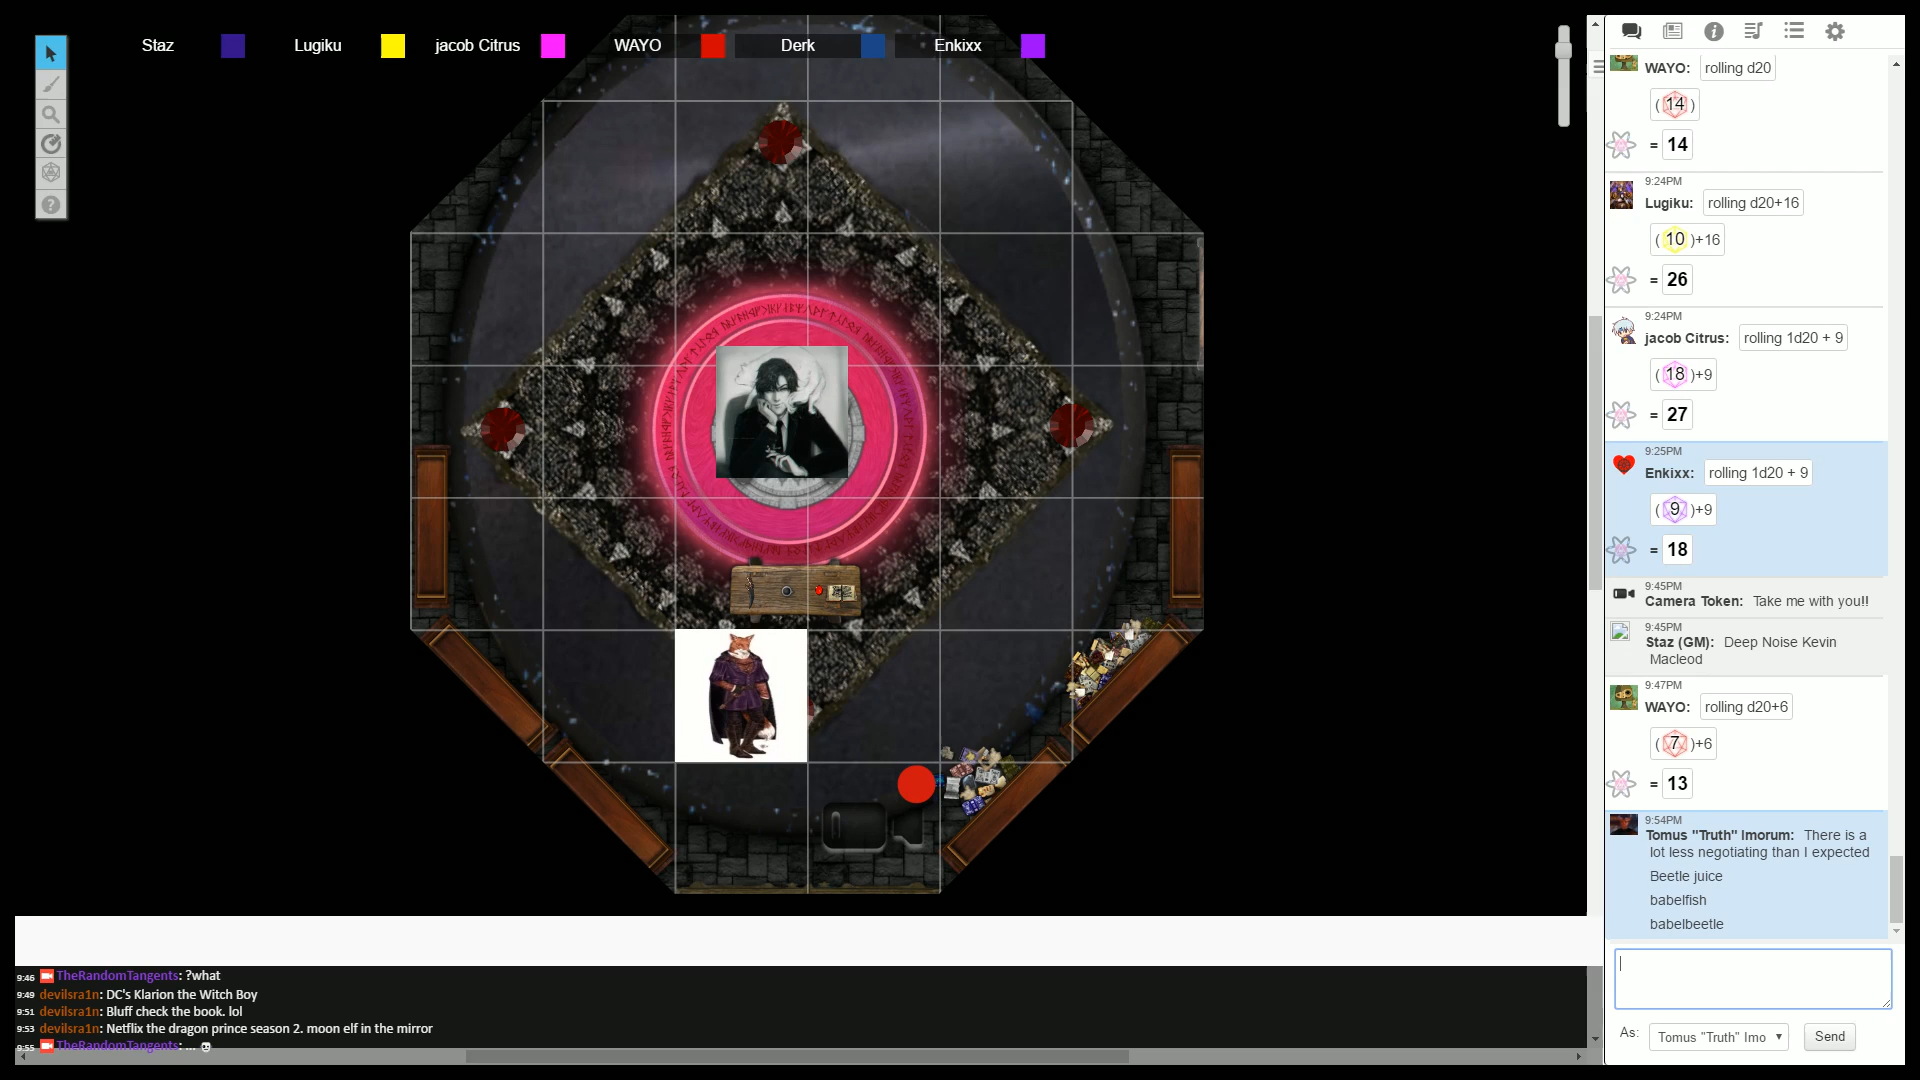 Staz
Lugiku
jacob Citrus
WAYO
Derk
Enkixx
WAYO: rolling d20
( 14 )
= 14
9:24PM
Lugiku: rolling d20+16
( 10 )+16
= 26
9:24PM
jacob Citrus: rolling 1d20 + 9
( 18 )+9
= 27
9:25PM
Enkixx: rolling 1d20 + 9
( 9 )+9
= 18
9:45PM
Camera Token: Take me with you!!
9:45PM
Staz (GM): Deep Noise Kevin
Macleod
9:47PM
WAYO: rolling d20+6
( 7 )+6
= 13
9:54PM
Tomus "Truth" Imorum: There is a
lot less negotiating than I expected
Beetle juice
babelfish
babelbeetle
As: Tomus "Truth" Imo Send
9:46 TheRandomTangents: ?what
9:49 devilsra1n: DC's Klarion the Witch Boy
9:51 devilsra1n: Bluff check the book. lol
9:53 devilsra1n: Netflix the dragon prince season 2. moon elf in the mirror
9:55 TheRandomTangents: ...